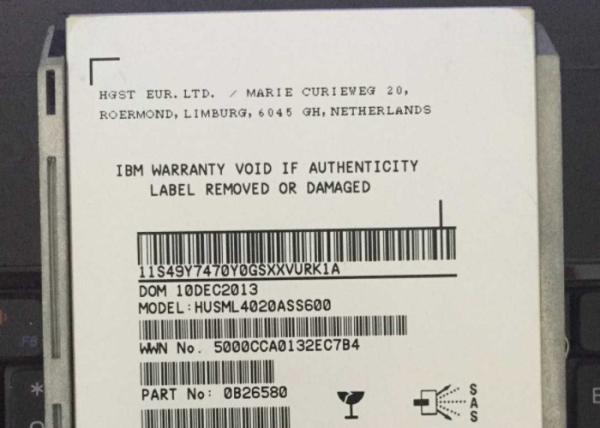 HGST EUR. LTD. / MARIE CURIEWEG 20,
ROERMOND, LIMBURG, 6045 GH, NETHERLANDS
IBM WARRANTY VOID IF AUTHENTICITY
LABEL REMOVED OR DAMAGED
11S49Y7470Y0GSXXVURK1A
DOM 10DEC2013
MODEL:HUSML4020ASS600
WWN No. 5000CCA0132EC7B4
PART No: 0B26580
SAS
F6
*
E